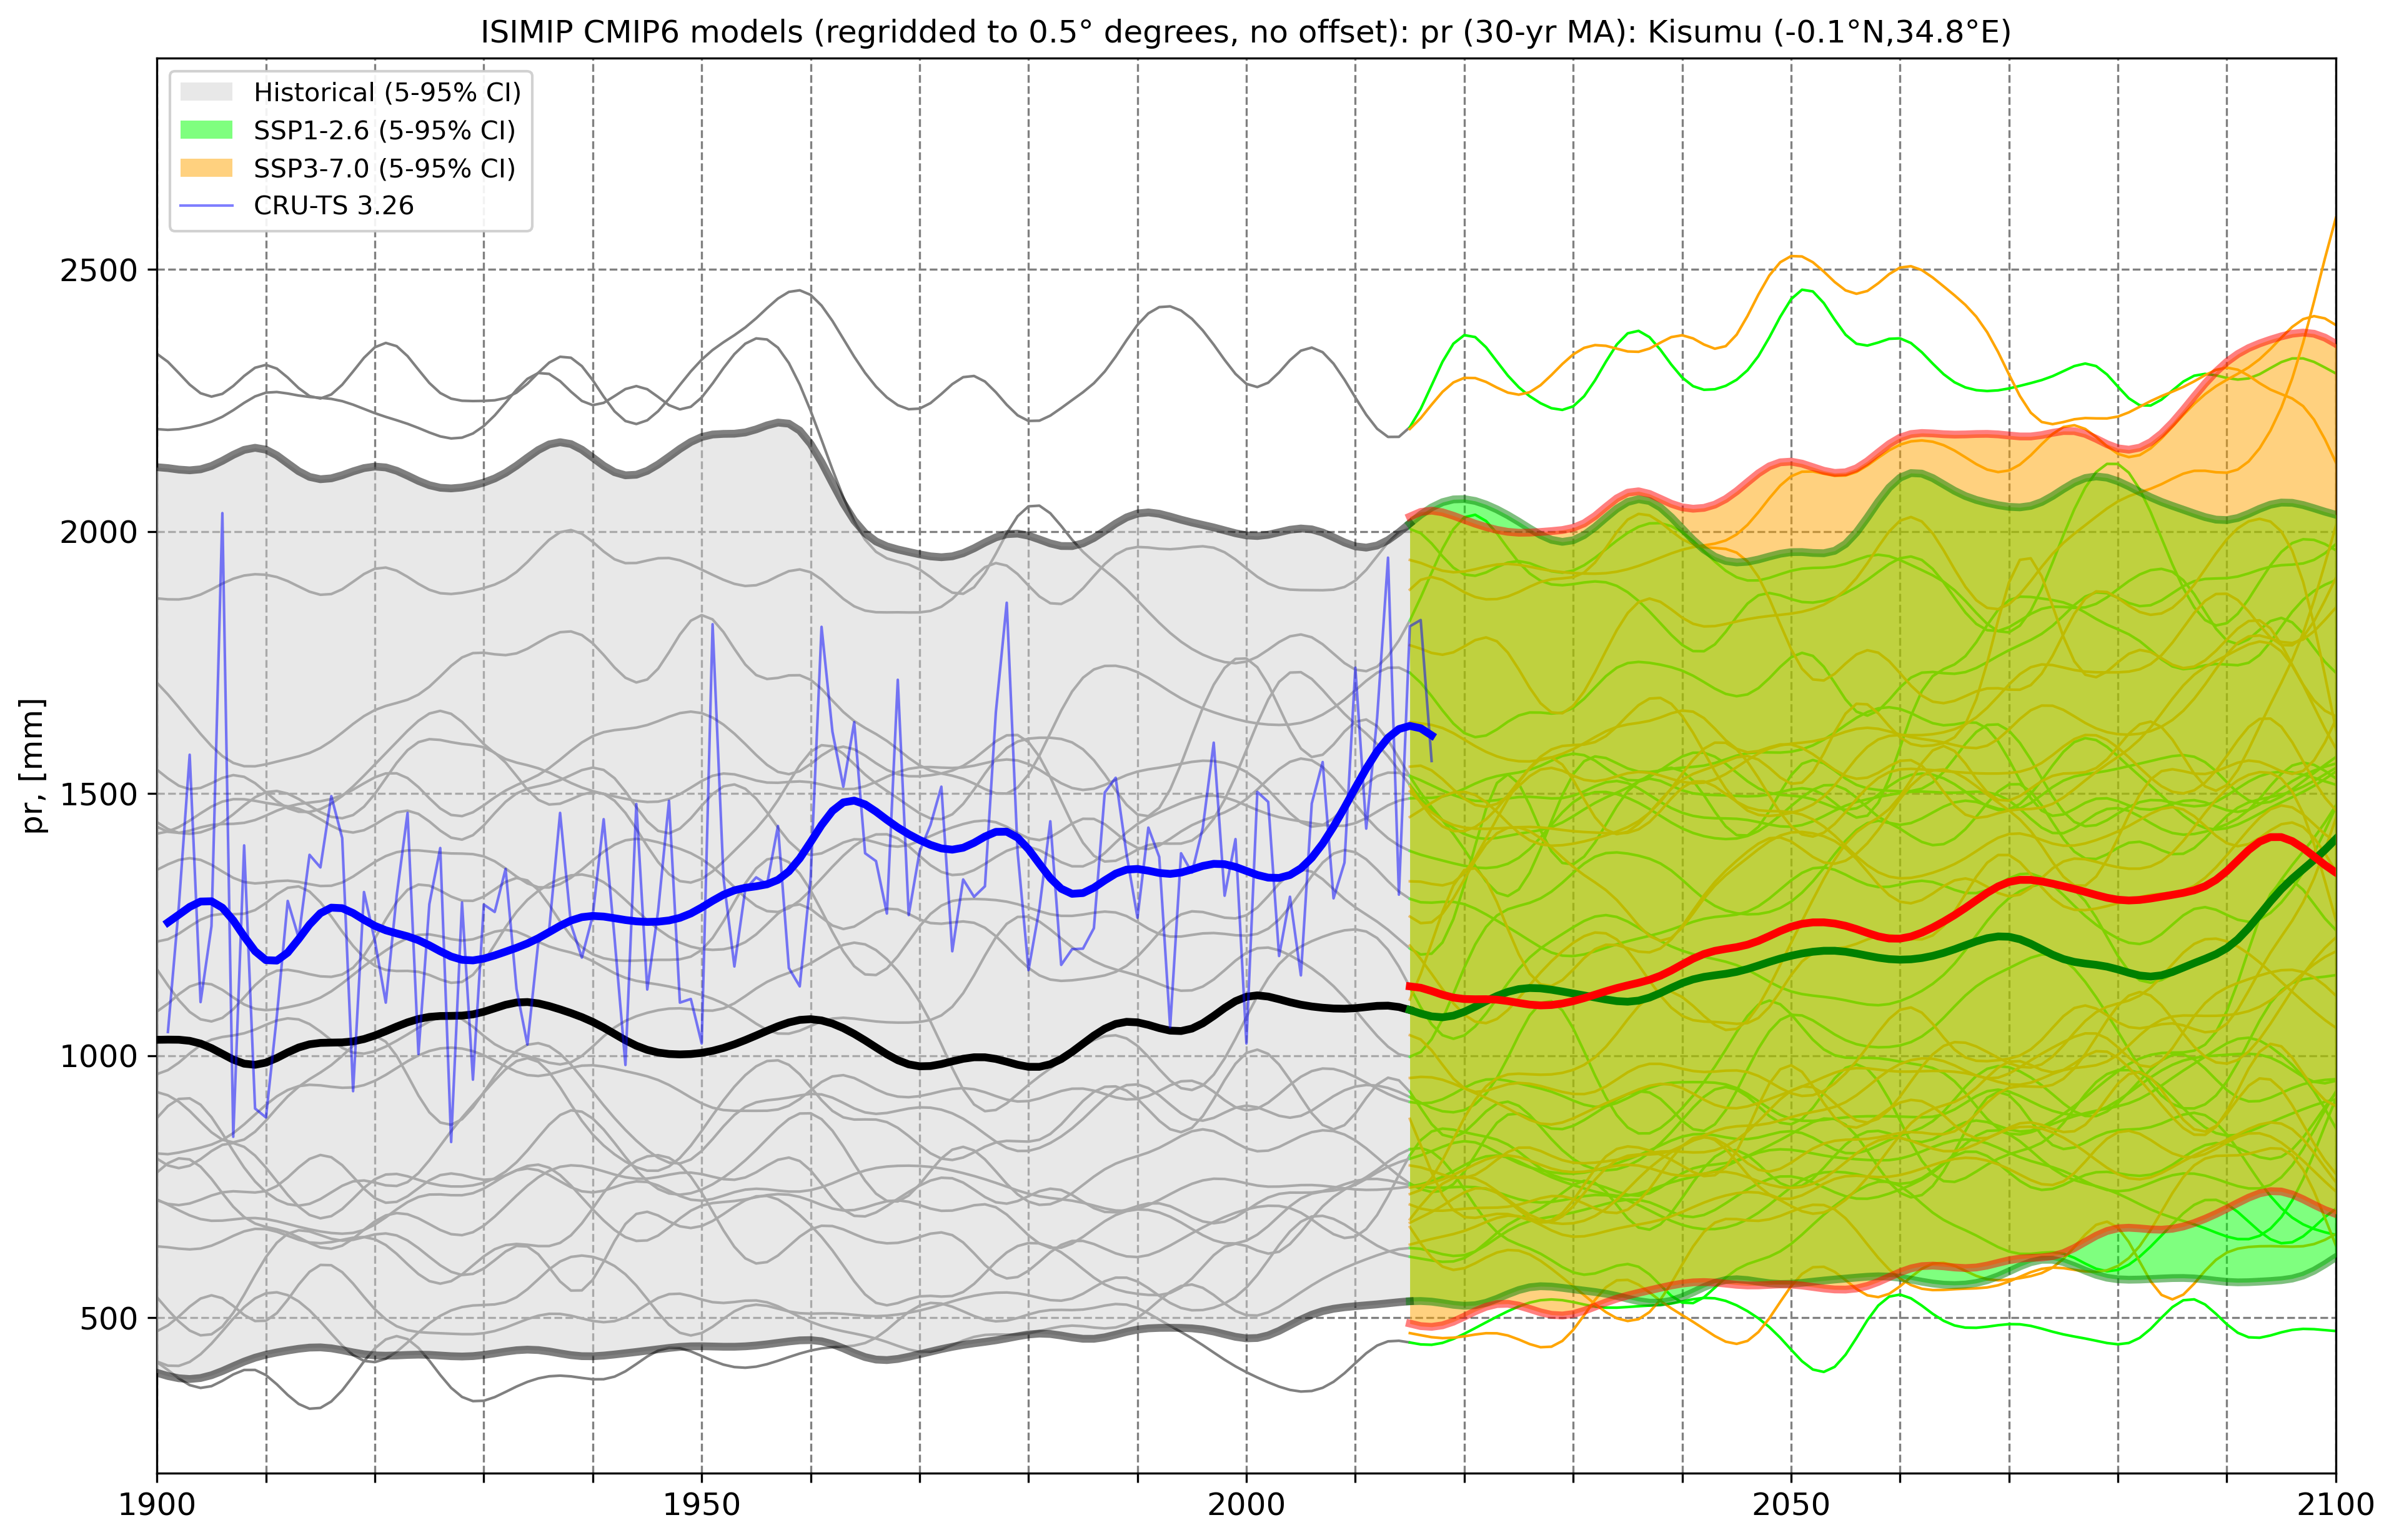 ISIMIP CMIP6 models (regridded to 0.5° degrees, no offset): pr (30-yr MA): Kisumu (-0.1°N,34.8°E)
Historical (5-95% CI)
SSP1-2.6 (5-95% CI)
SSP3-7.0 (5-95% CI)
CRU-TS 3.26
2500
2000
1500
1000
500
pr, [mm]
1900
1950
2000
2050
2100